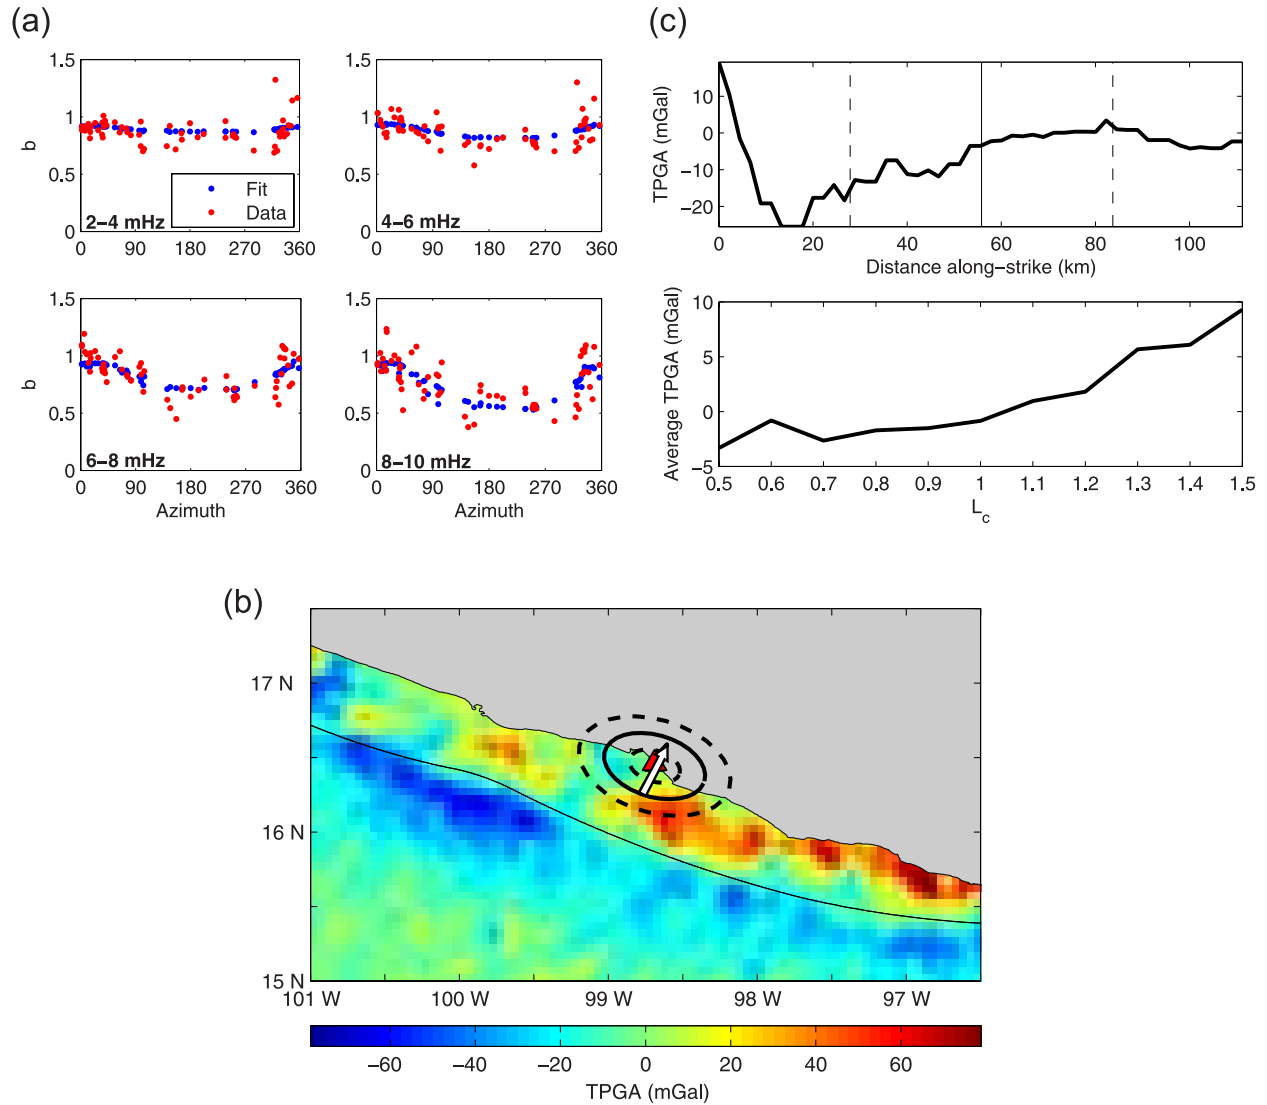 (a)
(c)
1.5
1
0.5
0
b
Fit
Data
2–4 mHz
0 90 180 270 360
1.5
1
0.5
0
4–6 mHz
0 90 180 270 360
1.5
1
0.5
0
b
6–8 mHz
0 90 180 270 360
Azimuth
1.5
1
0.5
0
8–10 mHz
0 90 180 270 360
Azimuth
TPGA (mGal)
10
0
−10
−20
0 20 40 60 80 100
Distance along−strike (km)
Average TPGA (mGal)
10
5
0
−5
0.5 0.6 0.7 0.8 0.9 1 1.1 1.2 1.3 1.4 1.5
Lc
(b)
17 N
16 N
15 N
101 W 100 W 99 W 98 W 97 W
−60 −40 −20 0 20 40 60
TPGA (mGal)